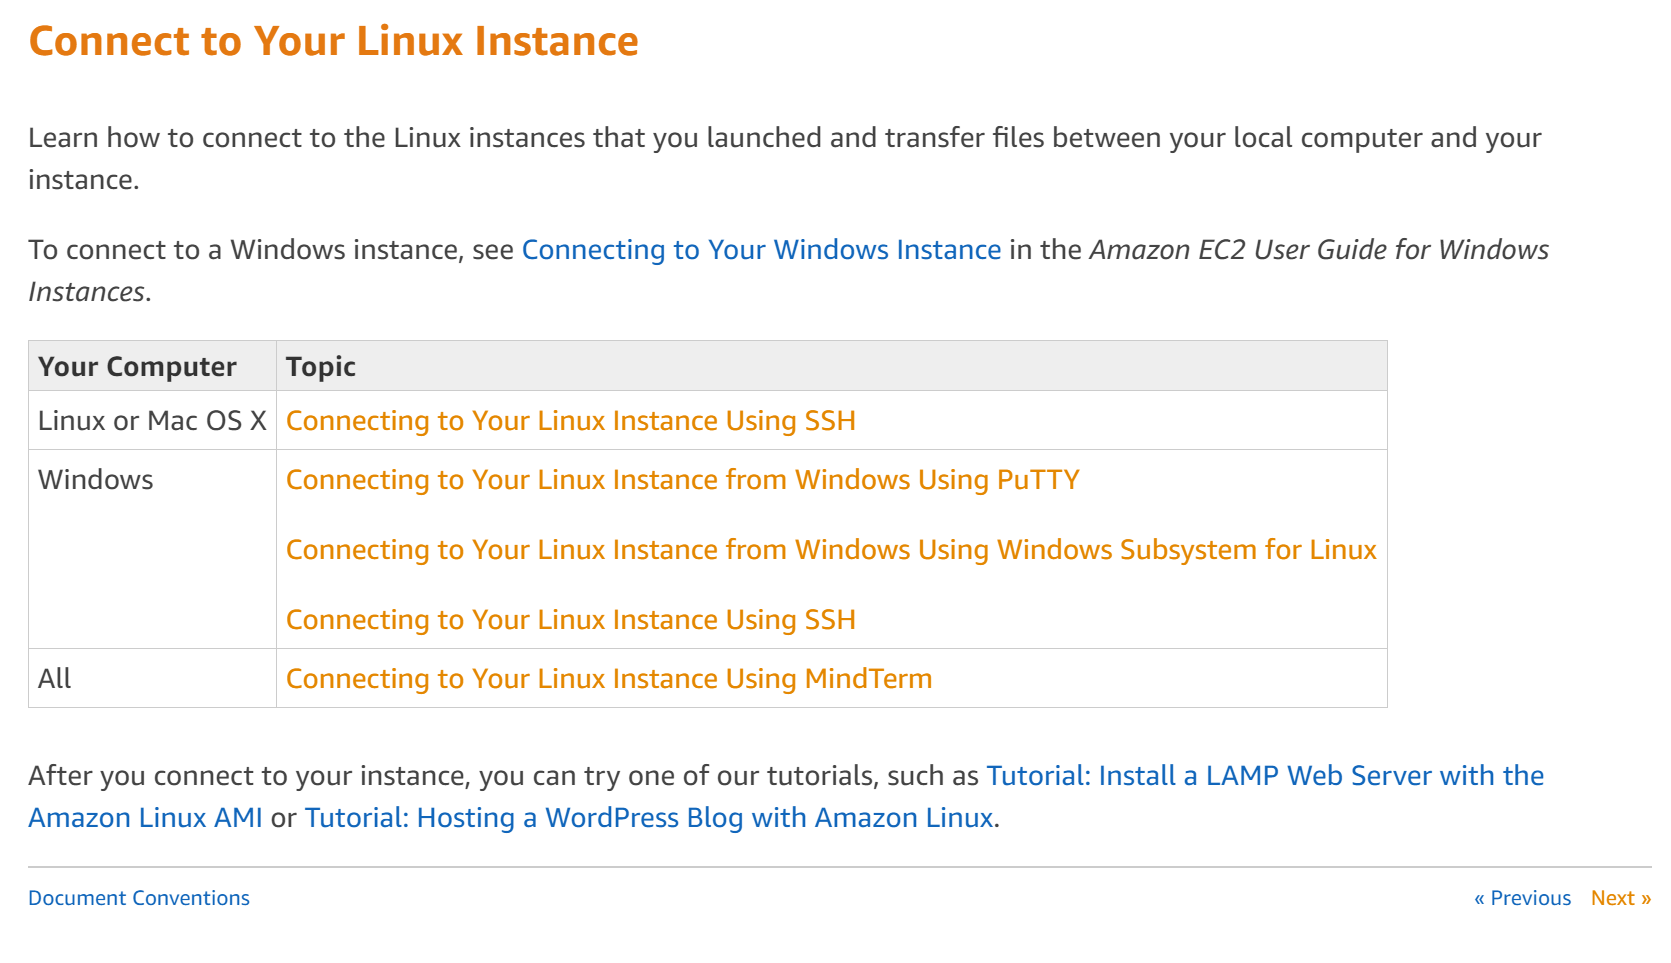 Connect to Your Linux Instance
Learn how to connect to the Linux instances that you launched and transfer files between your local computer and your
instance.
To connect to a Windows instance, see Connecting to Your Windows Instance in the Amazon EC2 User Guide for Windows
Instances.
Your Computer Topic
Linux or Mac OS X Connecting to Your Linux Instance Using SSH
Windows Connecting to Your Linux Instance from Windows Using PuTTY
Connecting to Your Linux Instance from Windows Using Windows Subsystem for Linux
Connecting to Your Linux Instance Using SSH
All Connecting to Your Linux Instance Using MindTerm
After you connect to your instance, you can try one of our tutorials, such as Tutorial: Install a LAMP Web Server with the
Amazon Linux AMI or Tutorial: Hosting a WordPress Blog with Amazon Linux.
Document Conventions « Previous Next »